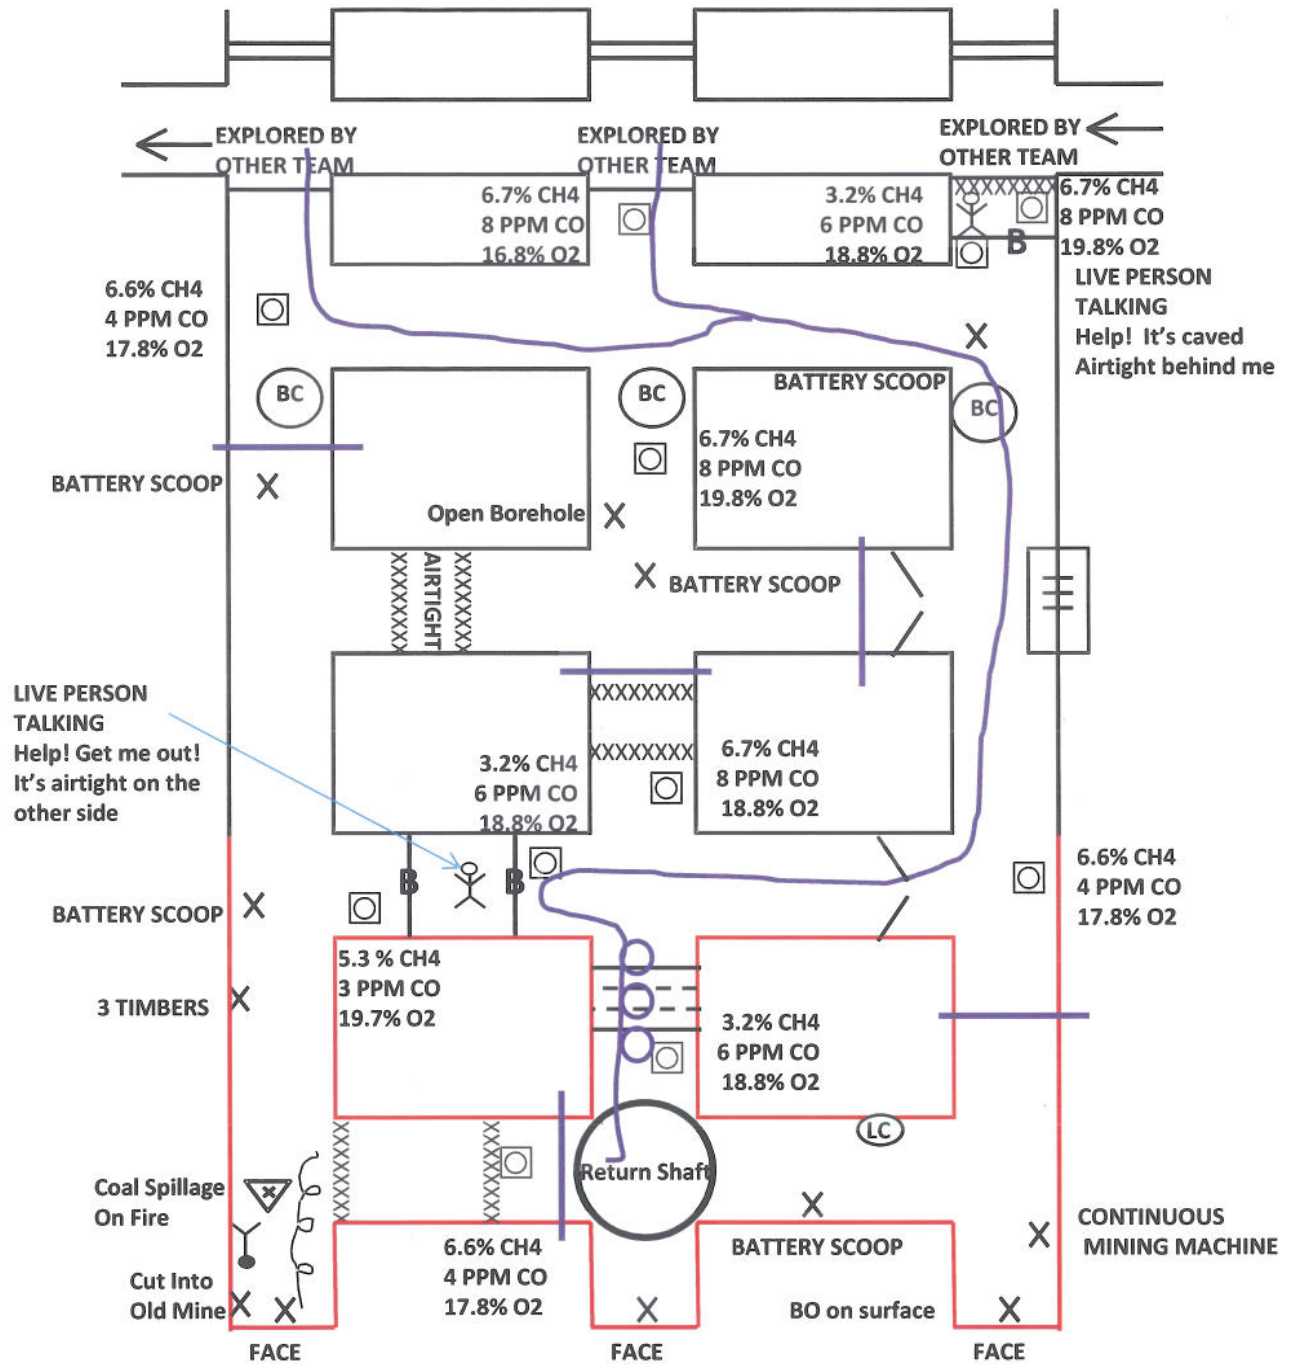 EXPLORED BY
OTHER TEAM
EXPLORED BY
OTHER TEAM
EXPLORED BY
OTHER TEAM
6.7% CH4
8 PPM CO
16.8% O2
3.2% CH4
6 PPM CO
18.8% O2
XXXXXXX
B
6.7% CH4
8 PPM CO
19.8% O2
LIVE PERSON
TALKING
Help! It's caved
Airtight behind me
6.6% CH4
4 PPM CO
17.8% O2
X
BC
BC
BATTERY SCOOP
BC
6.7% CH4
8 PPM CO
19.8% O2
BATTERY SCOOP X
Open Borehole X
AIRTIGHT
X BATTERY SCOOP
LIVE PERSON
TALKING
Help! Get me out!
It's airtight on the
other side
XXXXXXXX
XXXXXXXX
3.2% CH4
6 PPM CO
18.8% O2
6.7% CH4
8 PPM CO
18.8% O2
B
B
6.6% CH4
4 PPM CO
17.8% O2
BATTERY SCOOP X
5.3 % CH4
3 PPM CO
19.7% O2
3 TIMBERS X
3.2% CH4
6 PPM CO
18.8% O2
LC
Return Shaft
Coal Spillage
On Fire
X
BATTERY SCOOP
X
CONTINUOUS
MINING MACHINE
6.6% CH4
4 PPM CO
17.8% O2
Cut Into
Old Mine X
X
X
BO on surface X
FACE
FACE
FACE